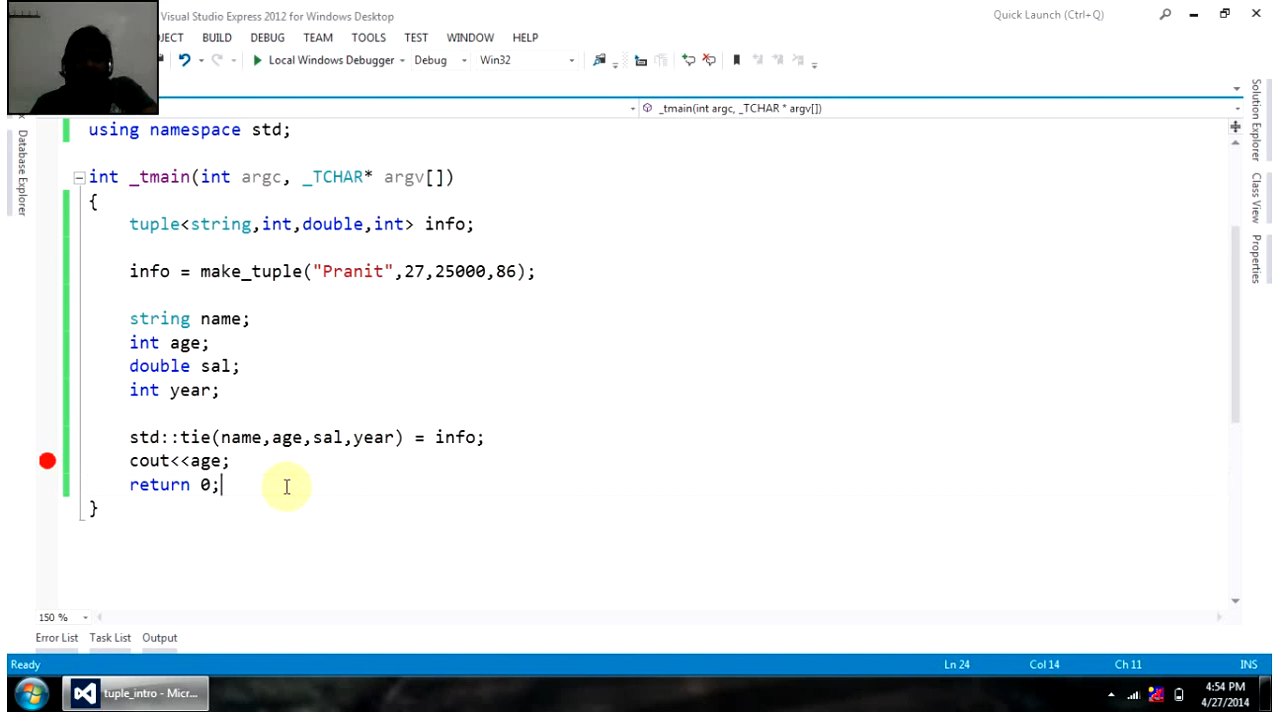 Visual Studio Express 2012 for Windows Desktop
Quick Launch (Ctrl+Q)
JECT BUILD DEBUG TEAM TOOLS TEST WINDOW HELP
Local Windows Debugger Debug Win32
_tmain(int argc, _TCHAR * argv[])
using namespace std;
int _tmain(int argc, _TCHAR* argv[])
{
tuple<string,int,double,int> info;
info = make_tuple("Pranit",27,25000,86);
string name;
int age;
double sal;
int year;
std::tie(name,age,sal,year) = info;
cout<<age;
return 0;
}
Database Explorer
Solution Explorer
Class View
Properties
150 %
Error List Task List Output
Ready Ln 24 Col 14 Ch 11 INS
tuple_intro - Micr...
4:54 PM
4/27/2014